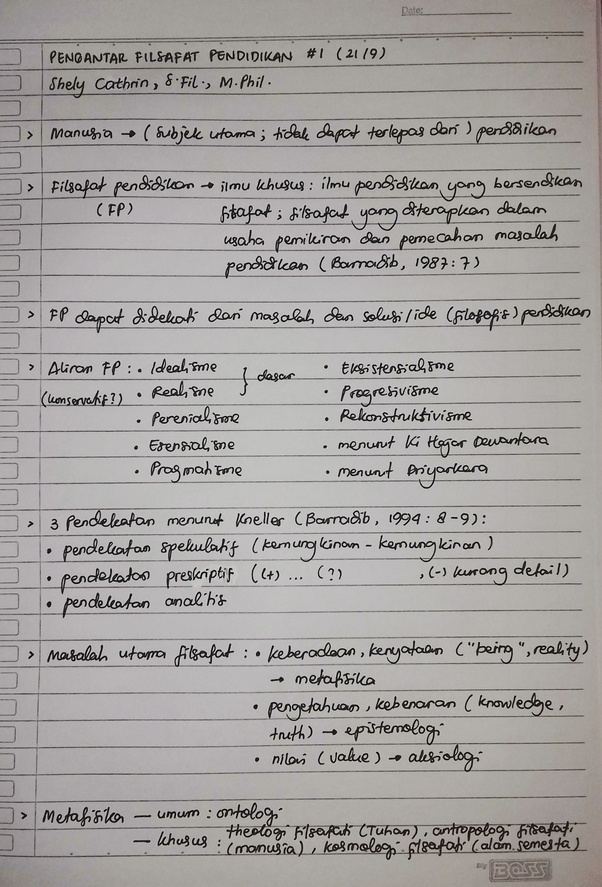 Date:
PENGANTAR FILSAFAT PENDIDIKAN #1 (21/9)
Shely Cathrin, S.Fil., M.Phil.
> Manusia → (subjek utama; tidak dapat terlepas dari) pendidikan
> Filsafat pendidikan → ilmu khusus: ilmu pendidikan yang bersendikan
(FP) filsafat; filsafat yang diterapkan dalam
usaha pemikiran dan pemecahan masalah
pendidikan (Barnadib, 1987:7)
> FP dapat didekati dari masalah dan solusi/ide (filosofis) pendidikan
> Aliran FP: • Idealisme } dasar • Eksistensialisme
(konservatif?) • Realisme • Progresivisme
• Perenialisme • Rekonstruktivisme
• Esensialisme • menurut Ki Hajar Dewantara
• Pragmatisme • menurut Driyarkara
> 3 Pendekatan menurut Kneller (Barnadib, 1994: 8-9):
• pendekatan spekulatif (kemungkinan-kemungkinan)
• pendekatan preskriptif (+) ... (?) , (-) kurang detail)
• pendekatan analitis
> Masalah utama filsafat: • keberadaan, kenyataan ("being", reality)
→ metafisika
• pengetahuan, kebenaran (knowledge,
truth) → epistemologi
• nilai (value) → aksiologi
> Metafisika — umum: ontologi
— khusus: theologi filsafati (Tuhan), antropologi filsafati
(manusia), kosmologi filsafati (alam semesta)
By BOSS